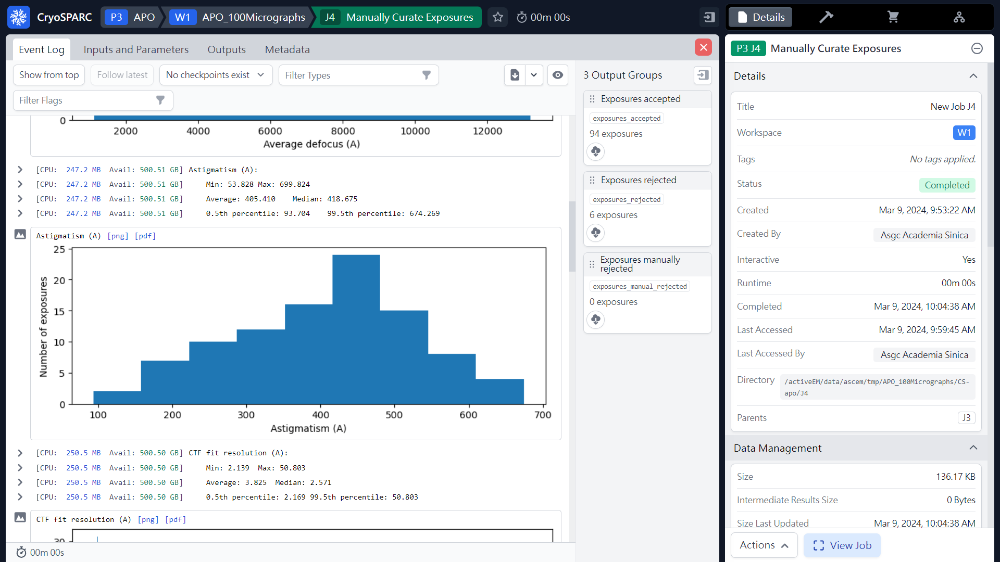 CryoSPARC P3 APO W1 APO_100Micrographs J4 Manually Curate Exposures 00m 00s
Details
Event Log Inputs and Parameters Outputs Metadata
Show from top Follow latest No checkpoints exist Filter Types
Filter Flags
0
2000 4000 6000 8000 10000 12000
Average defocus (A)
[CPU: 247.2 MB Avail: 500.51 GB] Astigmatism (A):
[CPU: 247.2 MB Avail: 500.51 GB] Min: 53.828 Max: 699.824
[CPU: 247.2 MB Avail: 500.51 GB] Average: 405.410 Median: 418.675
[CPU: 247.2 MB Avail: 500.51 GB] 0.5th percentile: 93.704 99.5th percentile: 674.269
Astigmatism (A) [png] [pdf]
25
20
15
10
5
0
Number of exposures
100 200 300 400 500 600 700
Astigmatism (A)
[CPU: 250.5 MB Avail: 500.50 GB] CTF fit resolution (A):
[CPU: 250.5 MB Avail: 500.50 GB] Min: 2.139 Max: 50.803
[CPU: 250.5 MB Avail: 500.50 GB] Average: 3.825 Median: 2.571
[CPU: 250.5 MB Avail: 500.50 GB] 0.5th percentile: 2.169 99.5th percentile: 50.803
CTF fit resolution (A) [png] [pdf]
30
00m 00s
3 Output Groups
Exposures accepted
exposures_accepted
94 exposures
Exposures rejected
exposures_rejected
6 exposures
Exposures manually
rejected
exposures_manual_rejected
0 exposures
P3 J4 Manually Curate Exposures
Details
Title New Job J4
Workspace W1
Tags No tags applied.
Status Completed
Created Mar 9, 2024, 9:53:22 AM
Created By Asgc Academia Sinica
Interactive Yes
Runtime 00m 00s
Completed Mar 9, 2024, 10:04:38 AM
Last Accessed Mar 9, 2024, 9:59:45 AM
Last Accessed By Asgc Academia Sinica
Directory /activeEM/data/ascem/tmp/APO_100Micrographs/CS-
apo/J4
Parents J3
Data Management
Size 136.17 KB
Intermediate Results Size 0 Bytes
Size Last Updated Mar 9, 2024, 10:04:38 AM
Actions View Job